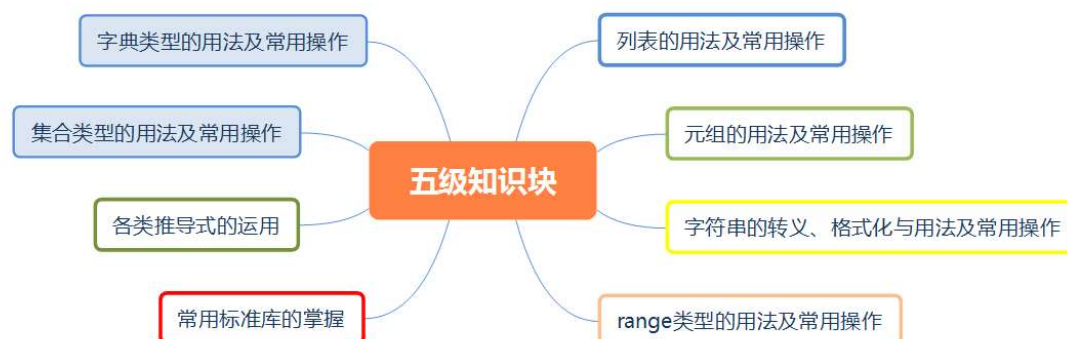 字典类型的用法及常用操作
列表的用法及常用操作
集合类型的用法及常用操作
元组的用法及常用操作
五级知识块
各类推导式的运用
字符串的转义、格式化与用法及常用操作
常用标准库的掌握
range类型的用法及常用操作